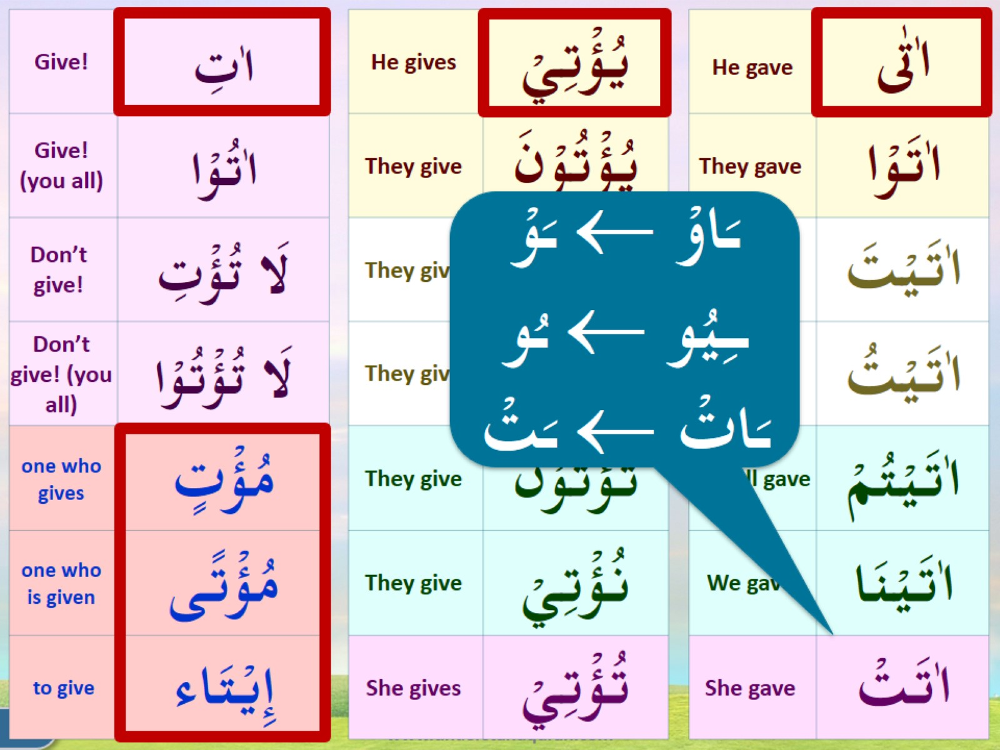 He gave اٰتٰى
They gave اٰتَوْا
اٰتَيْتَ
اٰتَيْتُ
ll gave اٰتَيْتُمْ
We gav اٰتَيْنَا
She gave اٰتَتْ
He gives يُؤْتِيْ
They give يُؤْتُوْنَ
They giv
They giv
They give تُؤْتُوْنَ
They give نُؤْتِيْ
She gives تُؤْتِيْ
ـَاوْ ← ـَوْ
ـِيُو ← ـُو
ـَاتْ ← ـَتْ
Give! اٰتِ
Give!
(you all) اٰتُوْا
Don’t
give! لَا تُؤْتِ
Don’t
give! (you
all) لَا تُؤْتُوْا
one who
gives مُؤْتٍ
one who
is given مُؤْتًى
to give إِيْتَاء